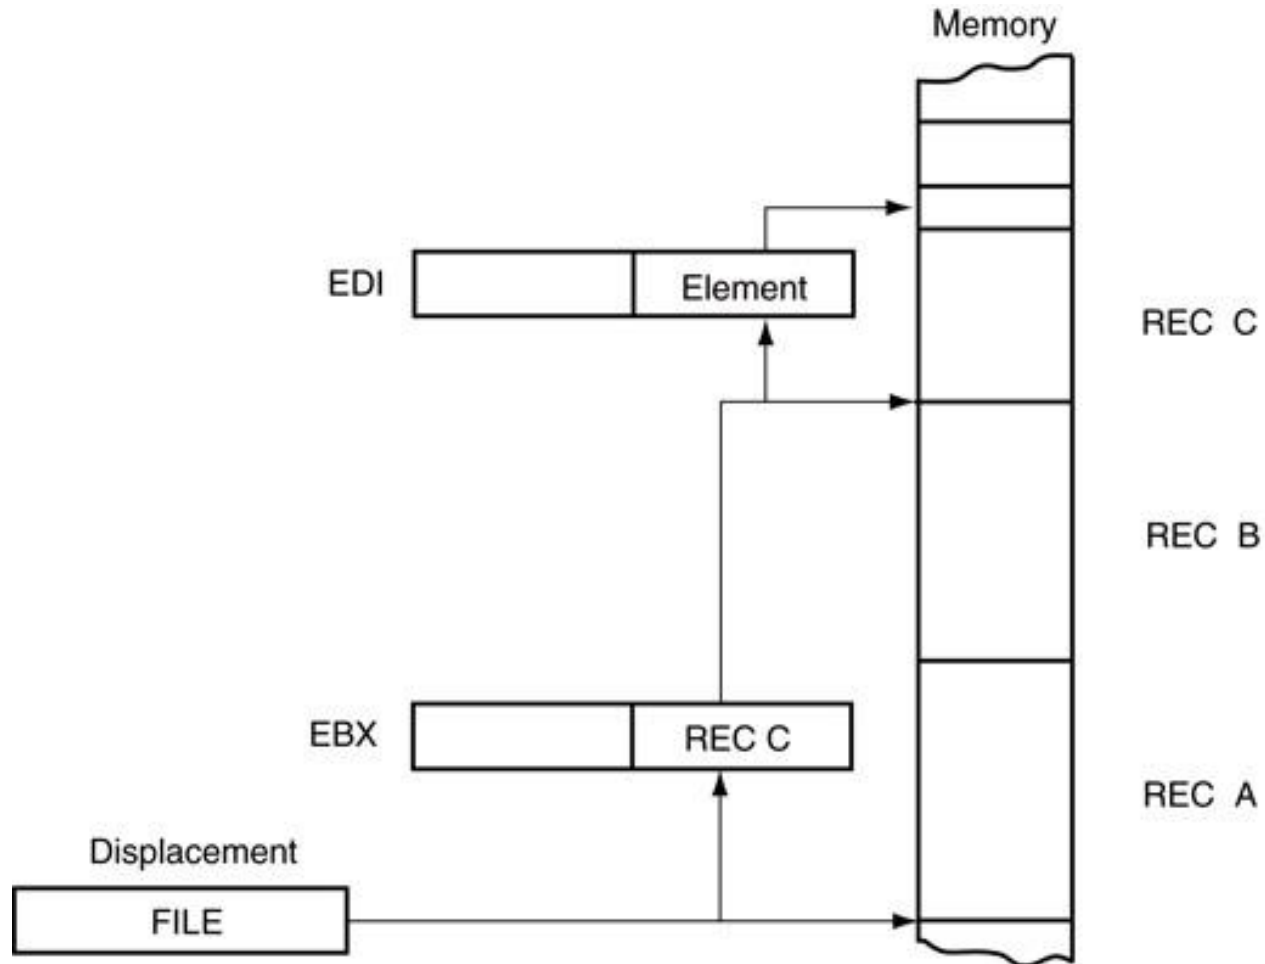 Memory
EDI
Element
REC C
REC B
EBX
REC C
REC A
Displacement
FILE